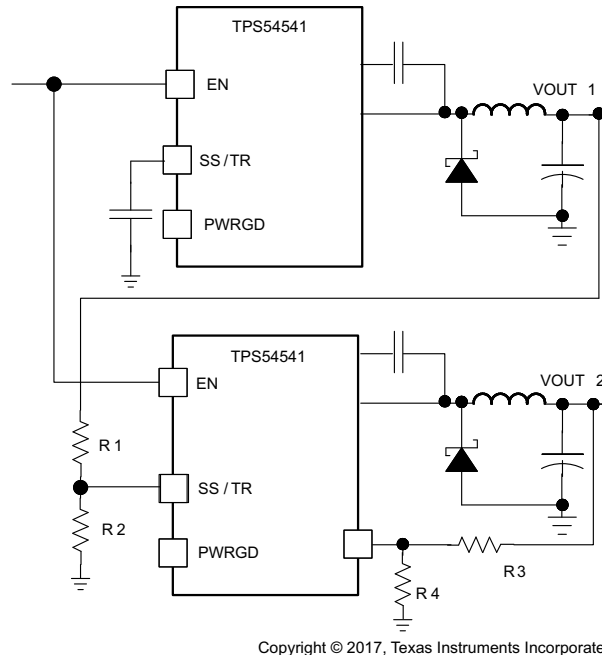 TPS54541
EN
VOUT 1
SS / TR
PWRGD
TPS54541
EN
VOUT 2
R1
SS / TR
R2
PWRGD
R3
R4
Copyright © 2017, Texas Instruments Incorporate